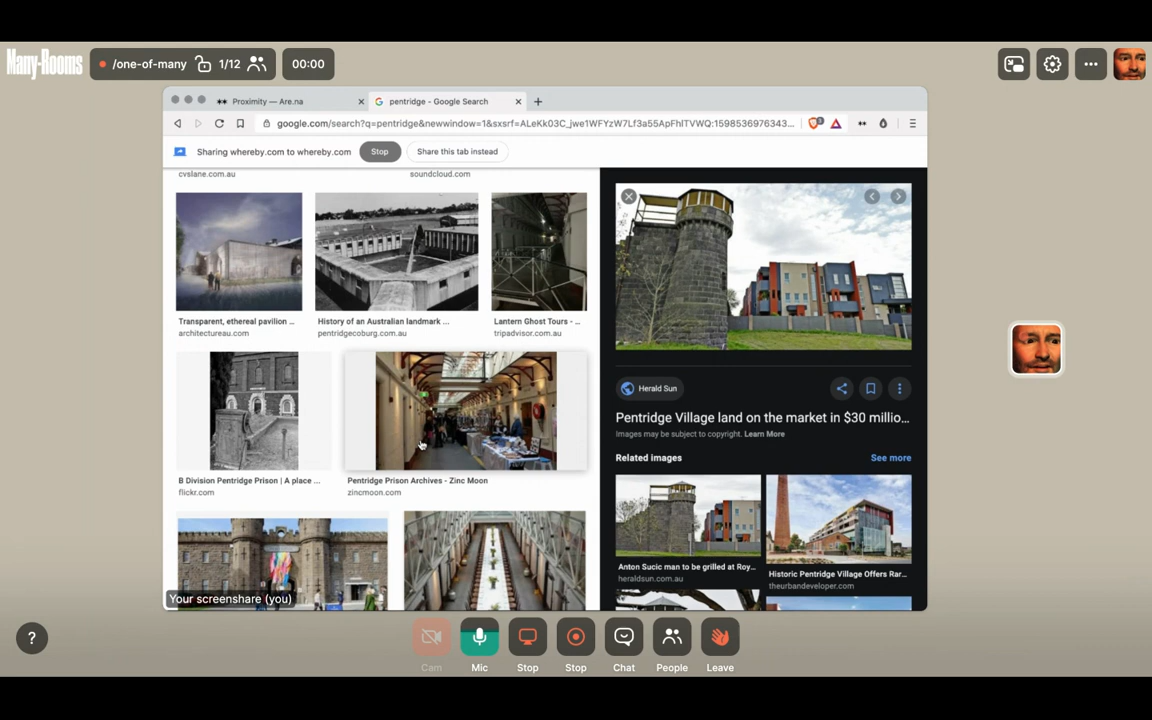 Many-Rooms
/one-of-many
1/12
00:00
Proximity — Are.na
pentridge - Google Search
google.com/search?q=pentridge&newwindow=1&sxsrf=ALeKk03C_jwe1WFYzW7Lf3a55ApFhlTVWQ:1598536976343...
Sharing whereby.com to whereby.com
Stop
Share this tab instead
cvslane.com.au
soundcloud.com
Transparent, ethereal pavilion ...
architectureau.com
History of an Australian landmark ...
pentridgecoburg.com.au
Lantern Ghost Tours - ...
tripadvisor.com.au
B Division Pentridge Prison | A place ...
flickr.com
Pentridge Prison Archives - Zinc Moon
zincmoon.com
Herald Sun
Pentridge Village land on the market in $30 millio...
Images may be subject to copyright. Learn More
Related images
See more
Anton Sucic man to be grilled at Roy...
heraldsun.com.au
Historic Pentridge Village Offers Rar...
theurbandeveloper.com
Your screenshare (you)
?
Cam
Mic
Stop
Stop
Chat
People
Leave